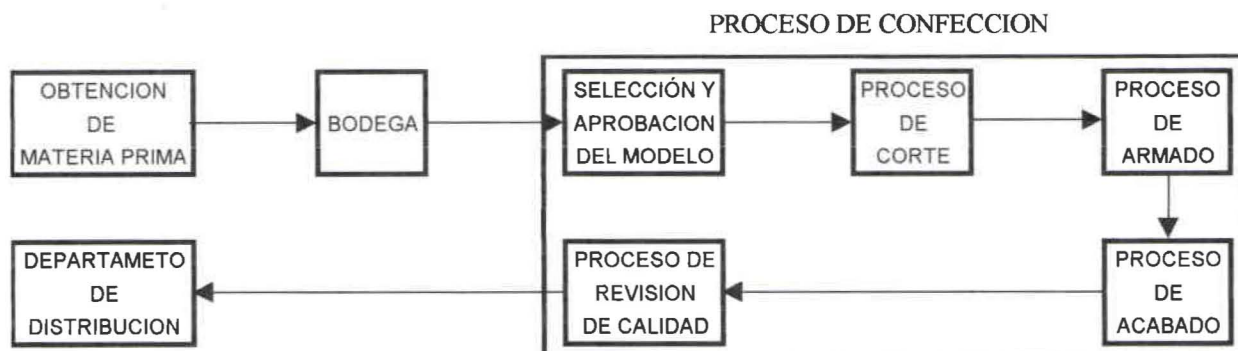 PROCESO DE CONFECCION
OBTENCION
DE
MATERIA PRIMA
BODEGA
SELECCIÓN Y
APROBACION
DEL MODELO
PROCESO
DE
CORTE
PROCESO
DE
ARMADO
DEPARTAMETO
DE
DISTRIBUCION
PROCESO DE
REVISION
DE CALIDAD
PROCESO
DE
ACABADO